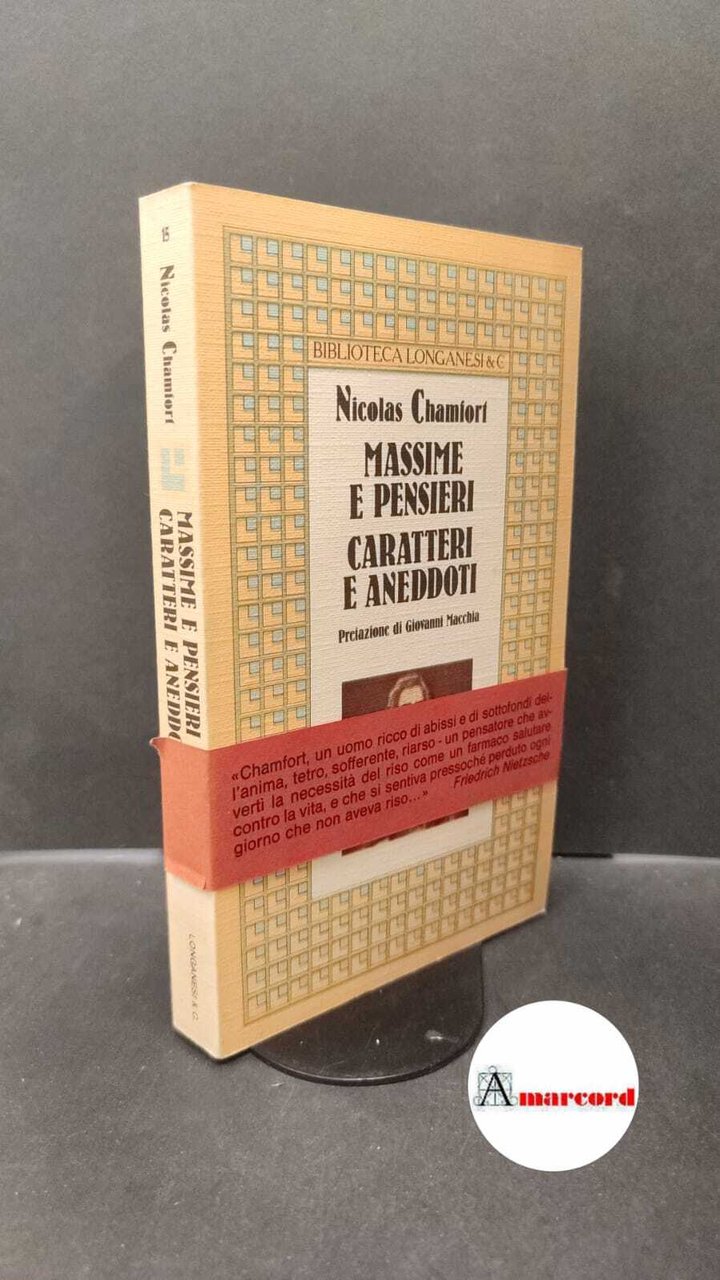 15
Nicolas Chamfort
MASSIME E PENSIERI
CARATTERI E ANEDDO
LONGANESI & C.
BIBLIOTECA LONGANESI & C
Nicolas Chamfort
MASSIME
E PENSIERI
CARATTERI
E ANEDDOTI
Prefazione di Giovanni Macchia
«Chamfort, un uomo ricco di abissi e di sottofondi del-
l'anima, tetro, sofferente, riarso - un pensatore che av-
vertì la necessità del riso come un farmaco salutare
contro la vita, e che si sentiva pressoché perduto ogni
giorno che non aveva riso...» Friedrich Nietzsche
Amarcord